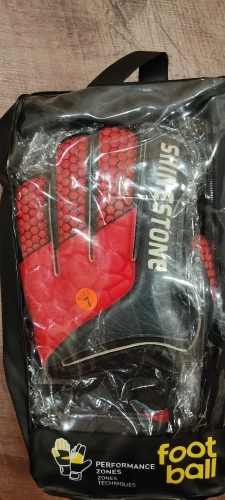 SHINESTONE
7
PERFORMANCE
ZONES
ZONES
TECHNIQUES
foot
ball